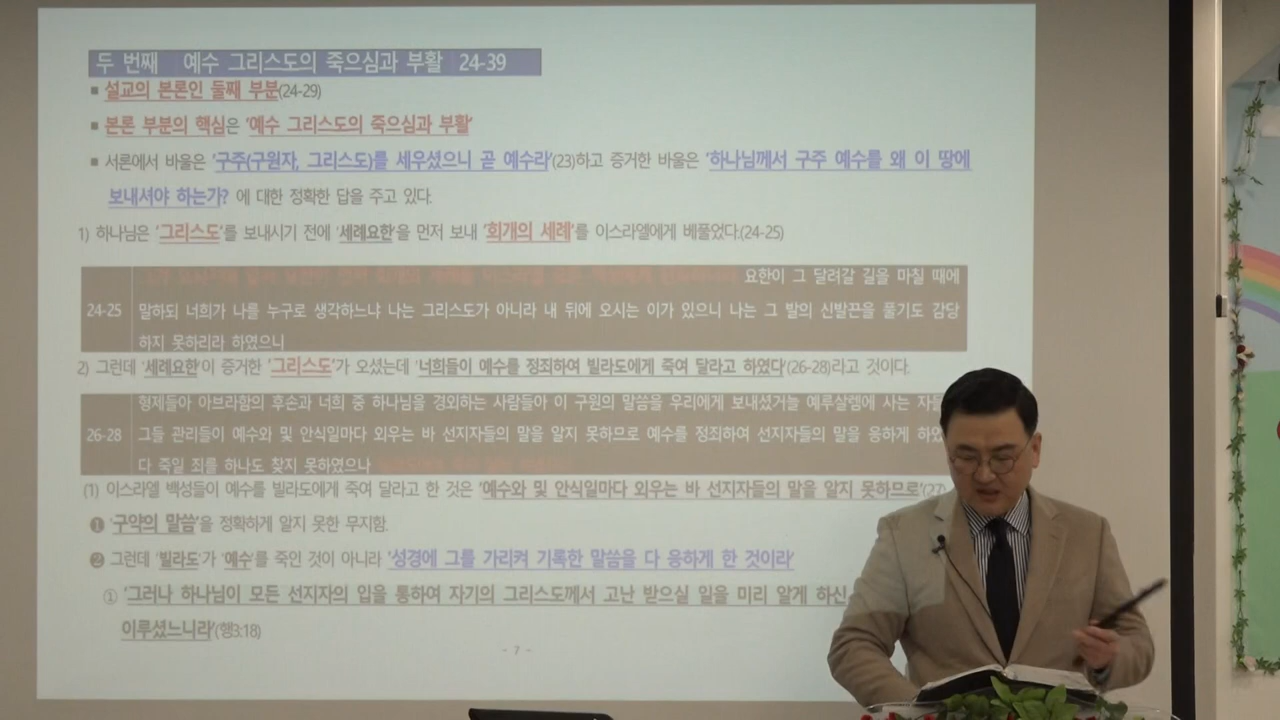 두 번째 예수 그리스도의 죽으심과 부활 24-39
■ 설교의 본론인 둘째 부분(24-29)
■ 본론 부분의 핵심은 '예수 그리스도의 죽으심과 부활'
■ 서론에서 바울은 '구주(구원자, 그리스도)를 세우셨으니 곧 예수라'(23)하고 증거한 바울은 '하나님께서 구주 예수를 왜 이 땅에
보내셔야 하는가? 에 대한 정확한 답을 주고 있다.
1) 하나님은 '그리스도'를 보내시기 전에 '세례요한'을 먼저 보내 '회개의 세례'를 이스라엘에게 베풀었다.(24-25)
요한이 그 달려갈 길을 마칠 때에
24-25 말하되 너희가 나를 누구로 생각하느냐 나는 그리스도가 아니라 내 뒤에 오시는 이가 있으니 나는 그 발의 신발끈을 풀기도 감당
하지 못하리라 하였으니
2) 그런데 '세례요한'이 증거한 '그리스도'가 오셨는데 '너희들이 예수를 정죄하여 빌라도에게 죽여 달라고 하였다'(26-28)라고 것이다.
형제들아 아브라함의 후손과 너희 중 하나님을 경외하는 사람들아 이 구원의 말씀을 우리에게 보내셨거늘 예루살렘에 사는
26-28 그들 관리들이 예수와 및 안식일마다 외우는 바 선지자들의 말을 알지 못하므로 예수를 정죄하여 선지자들의 말을 응하게
다 죽일 죄를 하나도 찾지 못하였으나
(1) 이스라엘 백성들이 예수를 빌라도에게 죽여 달라고 한 것은 '예수와 및 안식일마다 외우는 바 선지자들의 말을 알지 못하므로'
❶ '구약의 말씀'을 정확하게 알지 못한 무지함.
❷ 그런데 '빌라도'가 '예수'를 죽인 것이 아니라 '성경에 그를 가리켜 기록한 말씀을 다 응하게 한 것이라'
① '그러나 하나님이 모든 선지자의 입을 통하여 자기의 그리스도께서 고난 받으실 일을 미리 알게 하신
이루셨느니라'(행3:18)
- 7 -